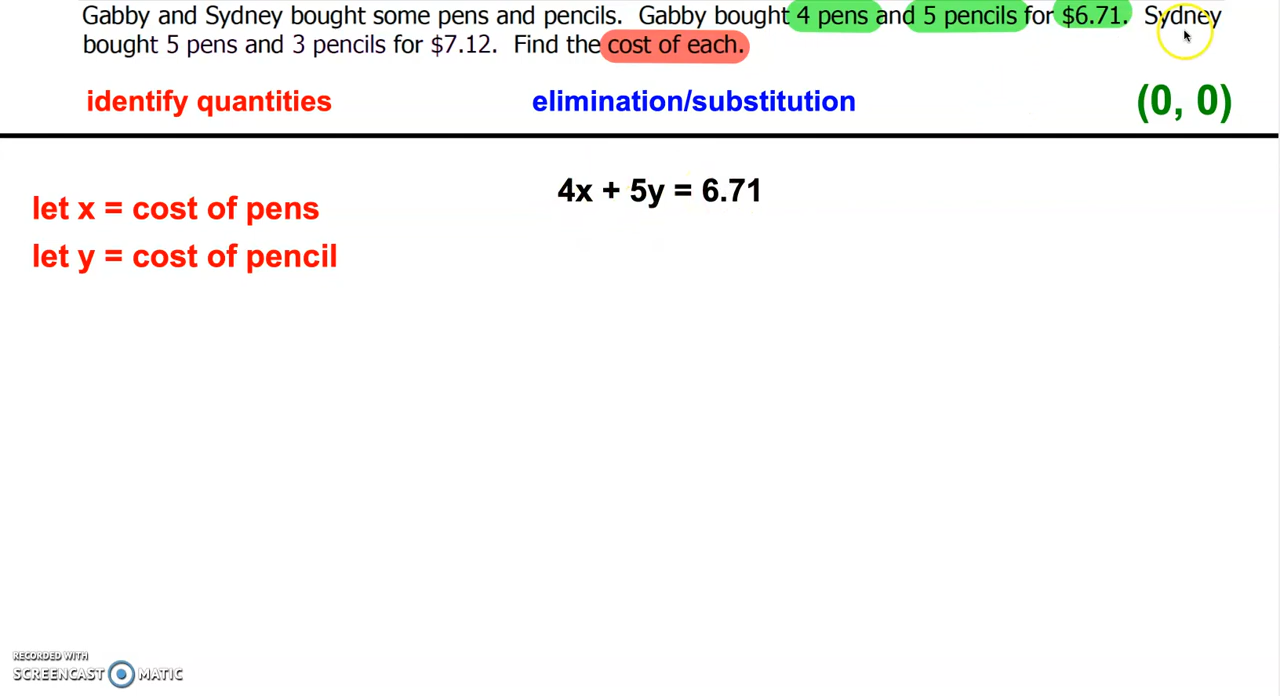 Gabby and Sydney bought some pens and pencils. Gabby bought 4 pens and 5 pencils for $6.71. Sydney
bought 5 pens and 3 pencils for $7.12. Find the cost of each.
identify quantities elimination/substitution (0, 0)
4x + 5y = 6.71
let x = cost of pens
let y = cost of pencil
RECORDED WITH
SCREENCAST MATIC